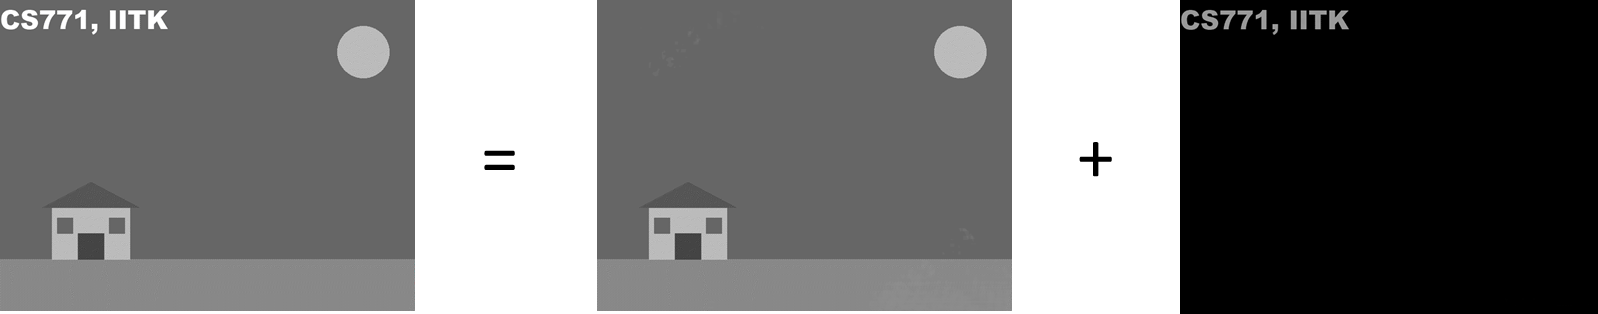 CS771, IITK
=
+
CS771, IITK